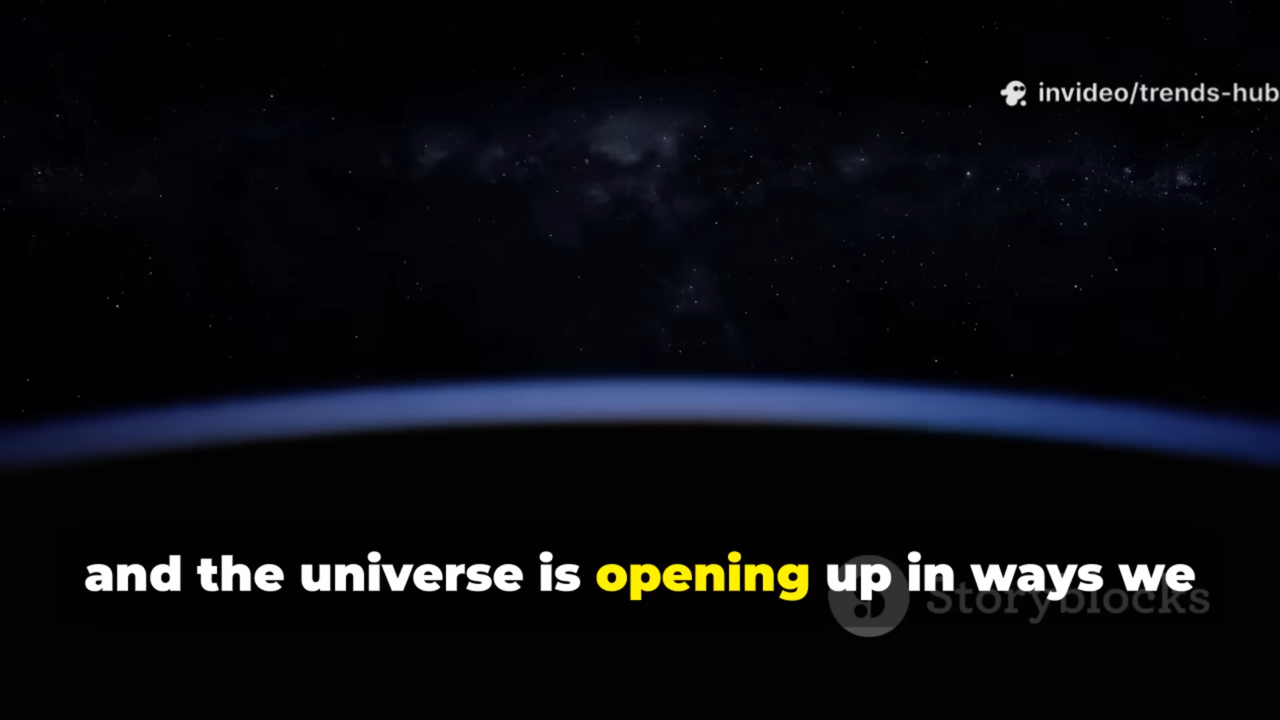 invideo/trends-hub
and the universe is opening up in ways we
Storyblocks